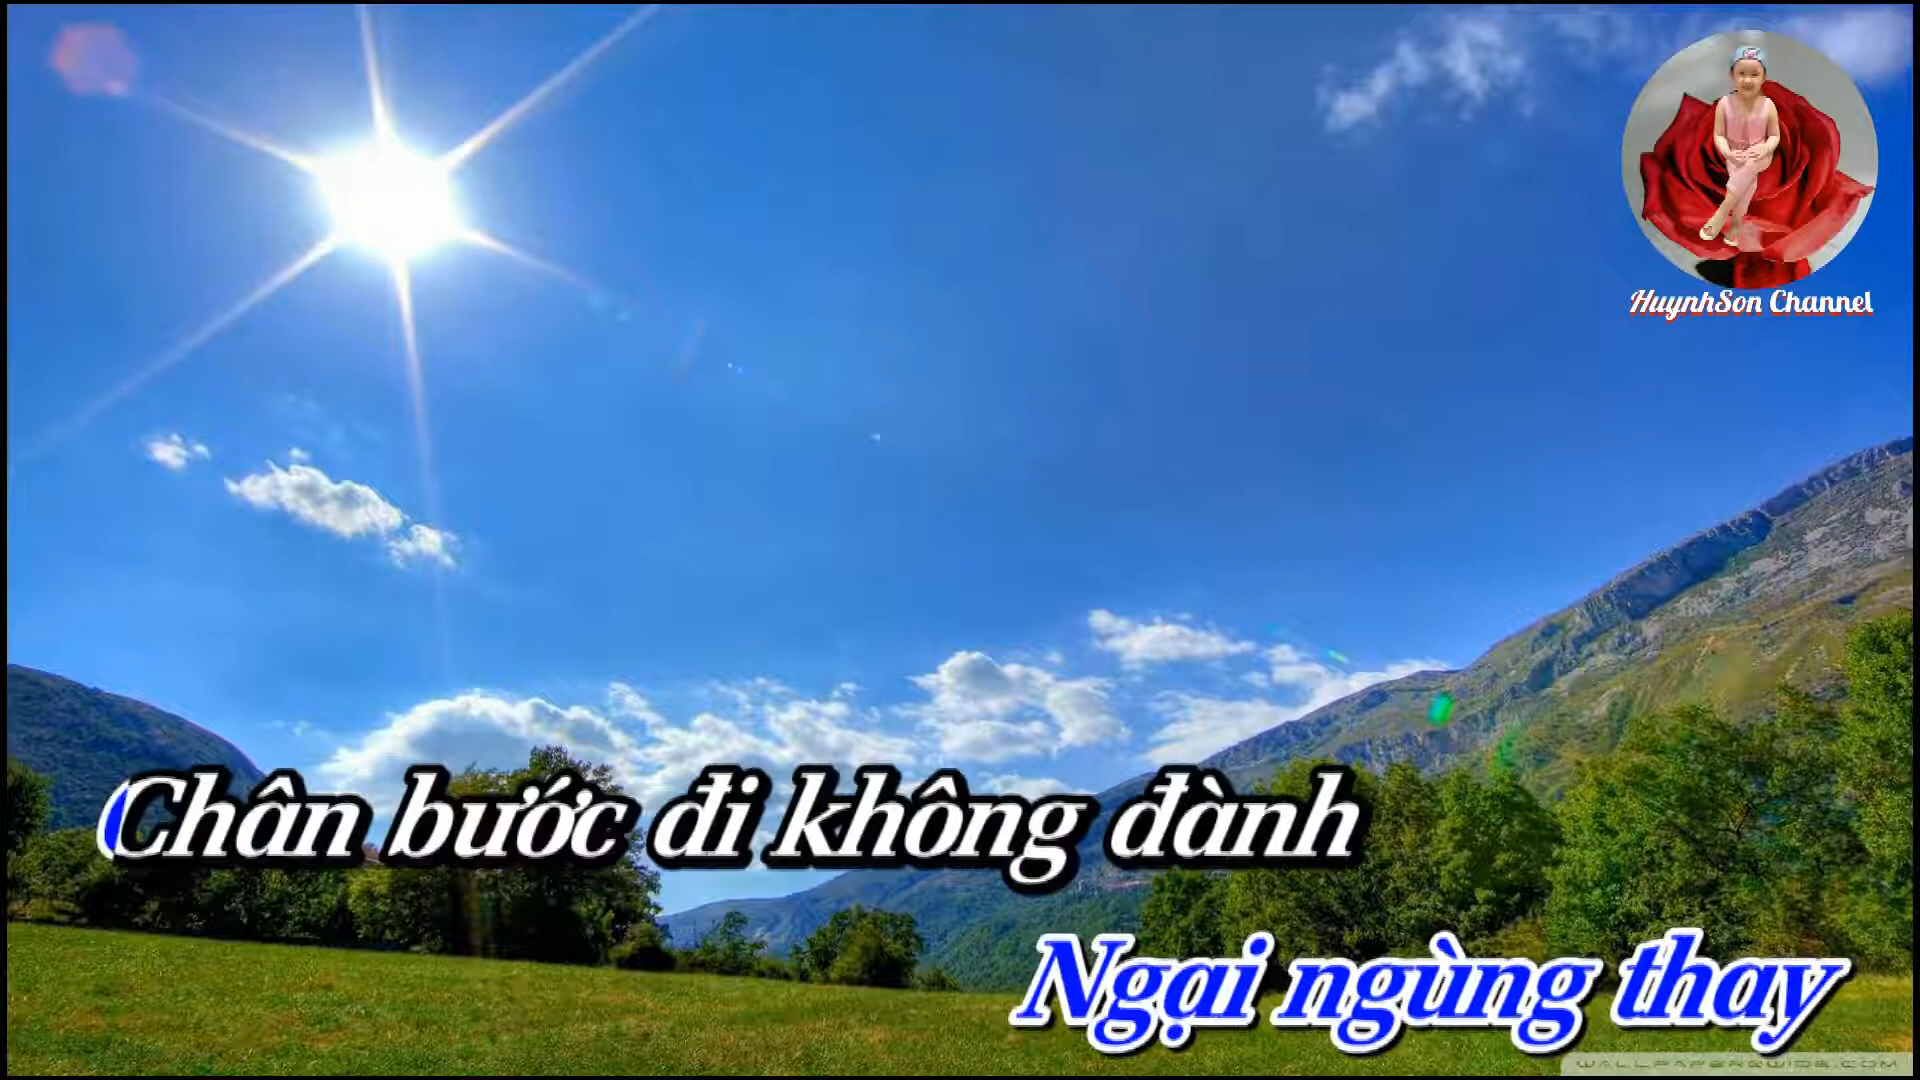 HuynhSon Channel
Chân bước đi không đành
Ngại ngùng thay